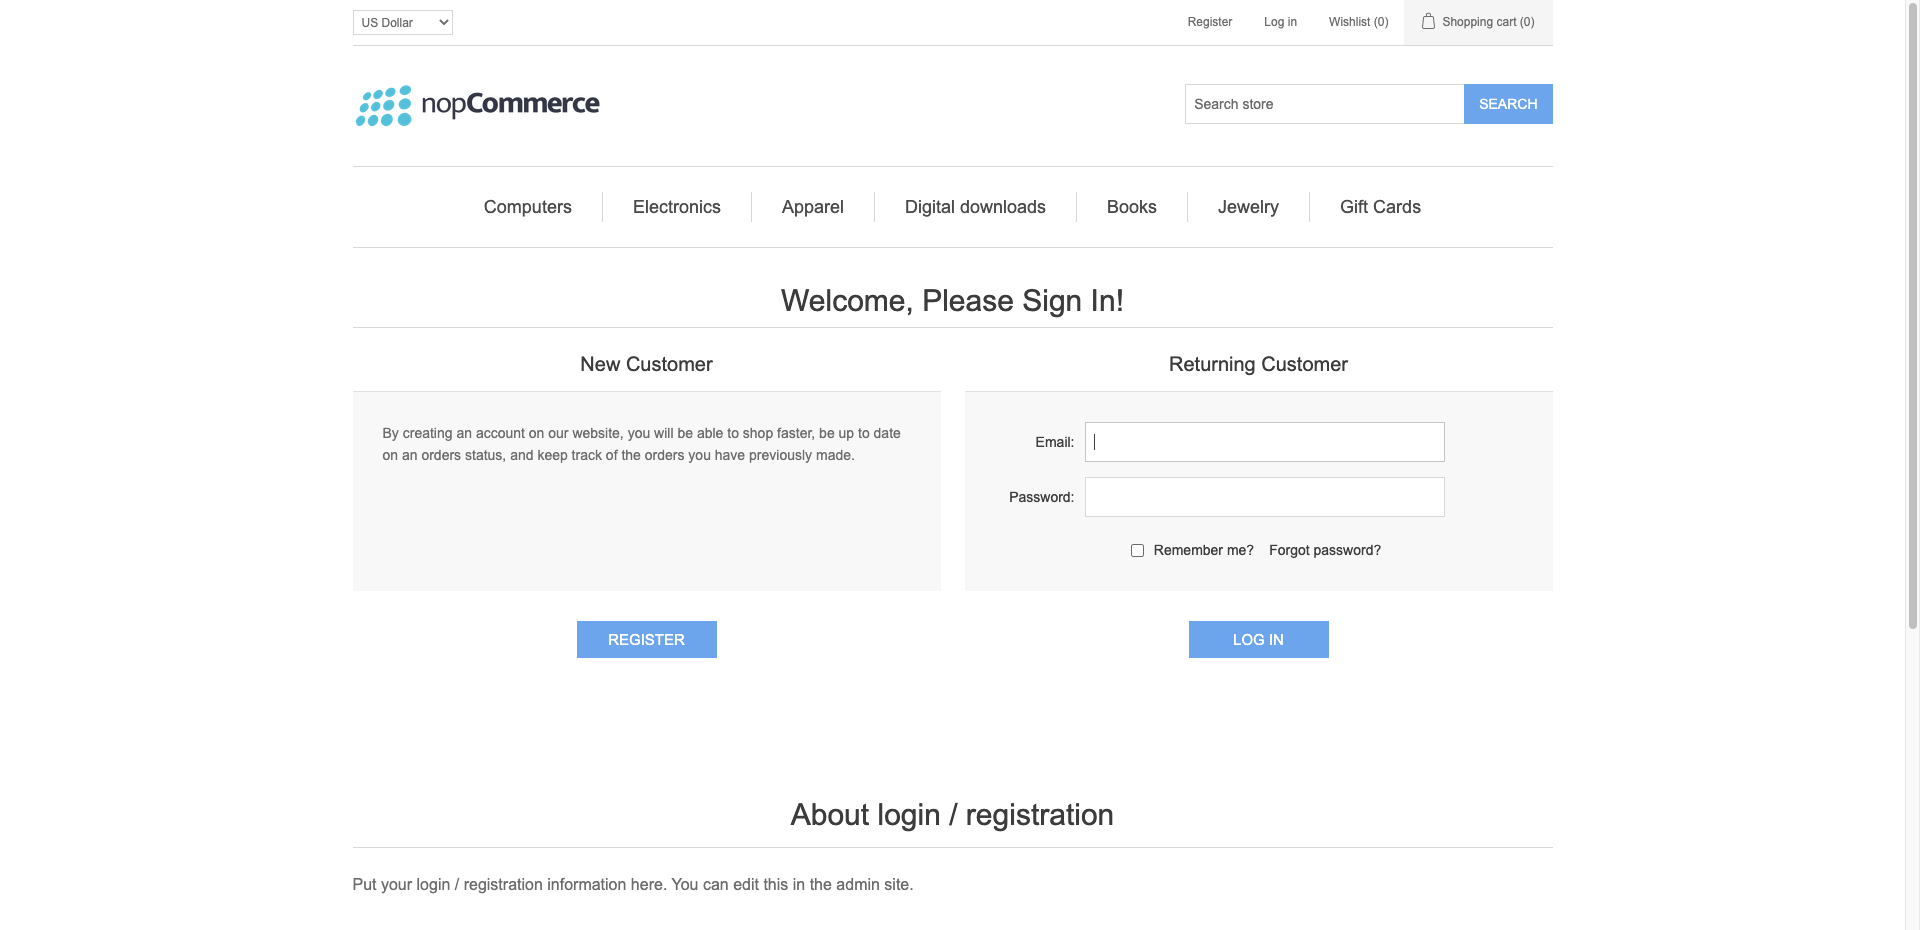 US Dollar
Register
Log in
Wishlist (0)
Shopping cart (0)
nopCommerce
Search store
SEARCH
Computers
Electronics
Apparel
Digital downloads
Books
Jewelry
Gift Cards
Welcome, Please Sign In!
New Customer
By creating an account on our website, you will be able to shop faster, be up to date
on an orders status, and keep track of the orders you have previously made.
REGISTER
Returning Customer
Email:
Password:
Remember me?
Forgot password?
LOG IN
About login / registration
Put your login / registration information here. You can edit this in the admin site.